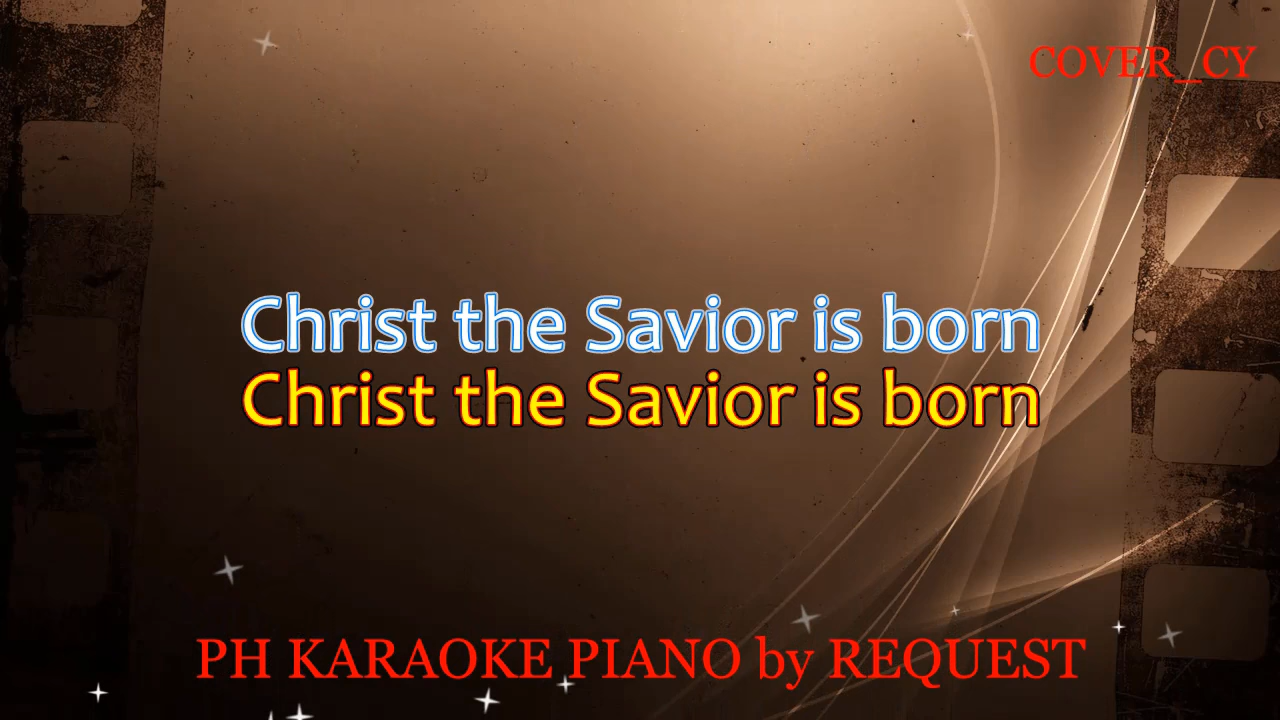 COVER_CY
Christ the Savior is born
Christ the Savior is born
PH KARAOKE PIANO by REQUEST